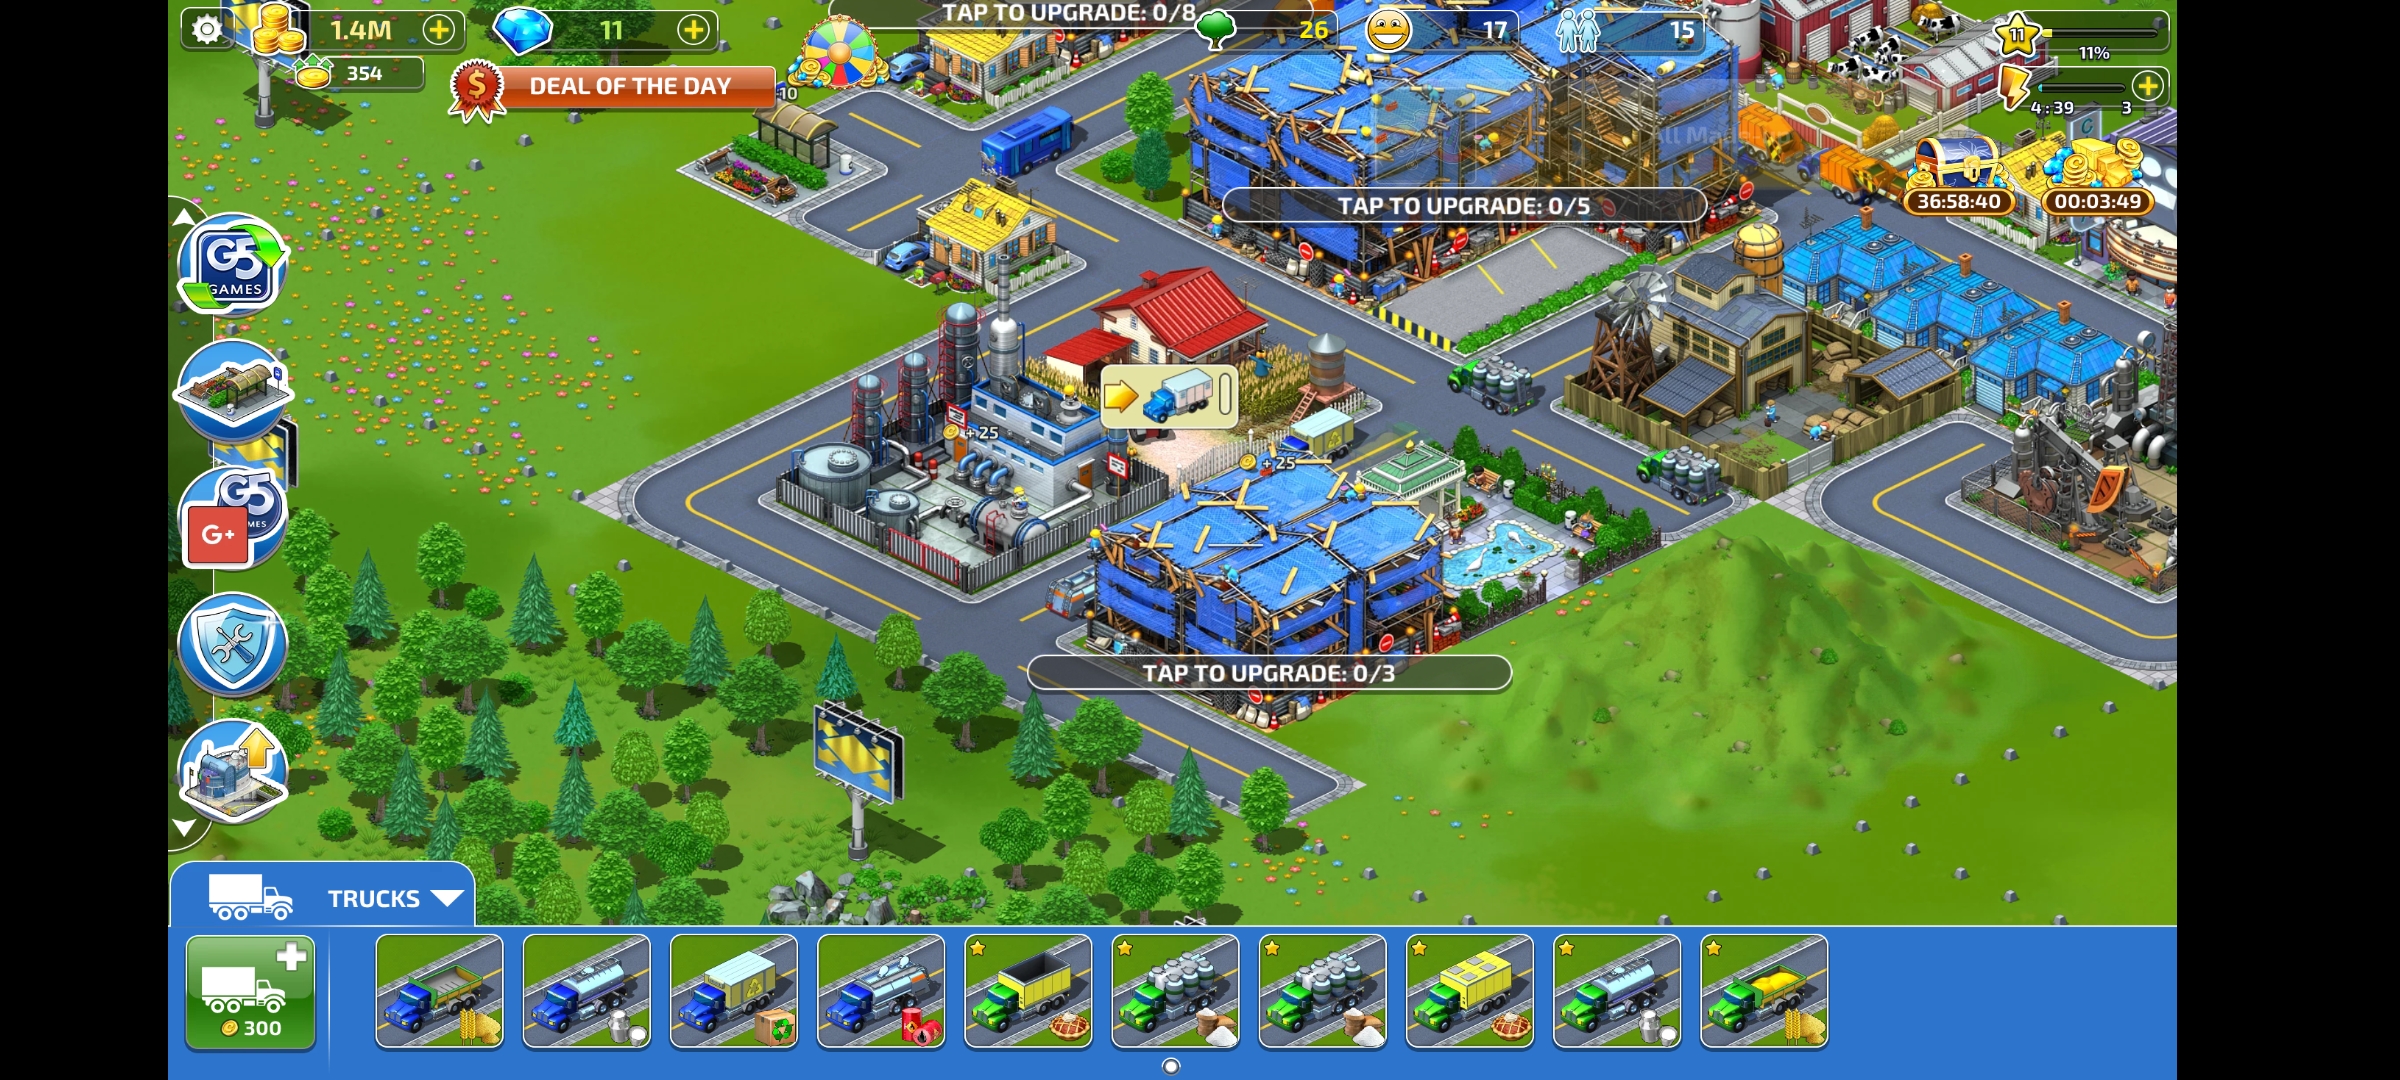 TAP TO UPGRADE: 0/8
1.4M
11
26
17
15
11
11%
354
DEAL OF THE DAY
10
4:39
3
36:58:40
00:03:49
TAP TO UPGRADE: 0/5
G5
GAMES
+25
+25
G5
G+
TAP TO UPGRADE: 0/3
TRUCKS
300